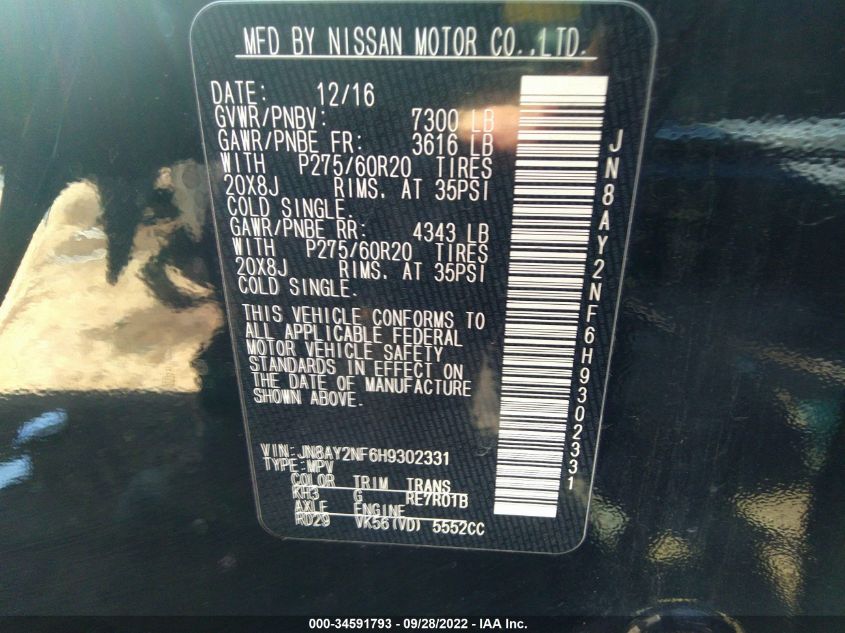 MFD BY NISSAN MOTOR CO.,LTD.
DATE: 12/16
GVWR/PNBV: 7300 LB
GAWR/PNBE FR: 3616 LB
WITH P275/60R20 TIRES
20X8J RIMS. AT 35PSI
COLD SINGLE.
GAWR/PNBE RR: 4343 LB
WITH P275/60R20 TIRES
20X8J RIMS. AT 35PSI
COLD SINGLE.
THIS VEHICLE CONFORMS TO
ALL APPLICABLE FEDERAL
MOTOR VEHICLE SAFETY
STANDARDS IN EFFECT ON
THE DATE OF MANUFACTURE
SHOWN ABOVE.
VIN:JN8AY2NF6H9302331
TYPE:MPV
COLOR TRIM TRANS
KH3 G RE7R01B
AXLE ENGINE
RD29 VK56(VD) 5552CC
JN8AY2NF6H9302331
000-34591793 - 09/28/2022 - IAA Inc.